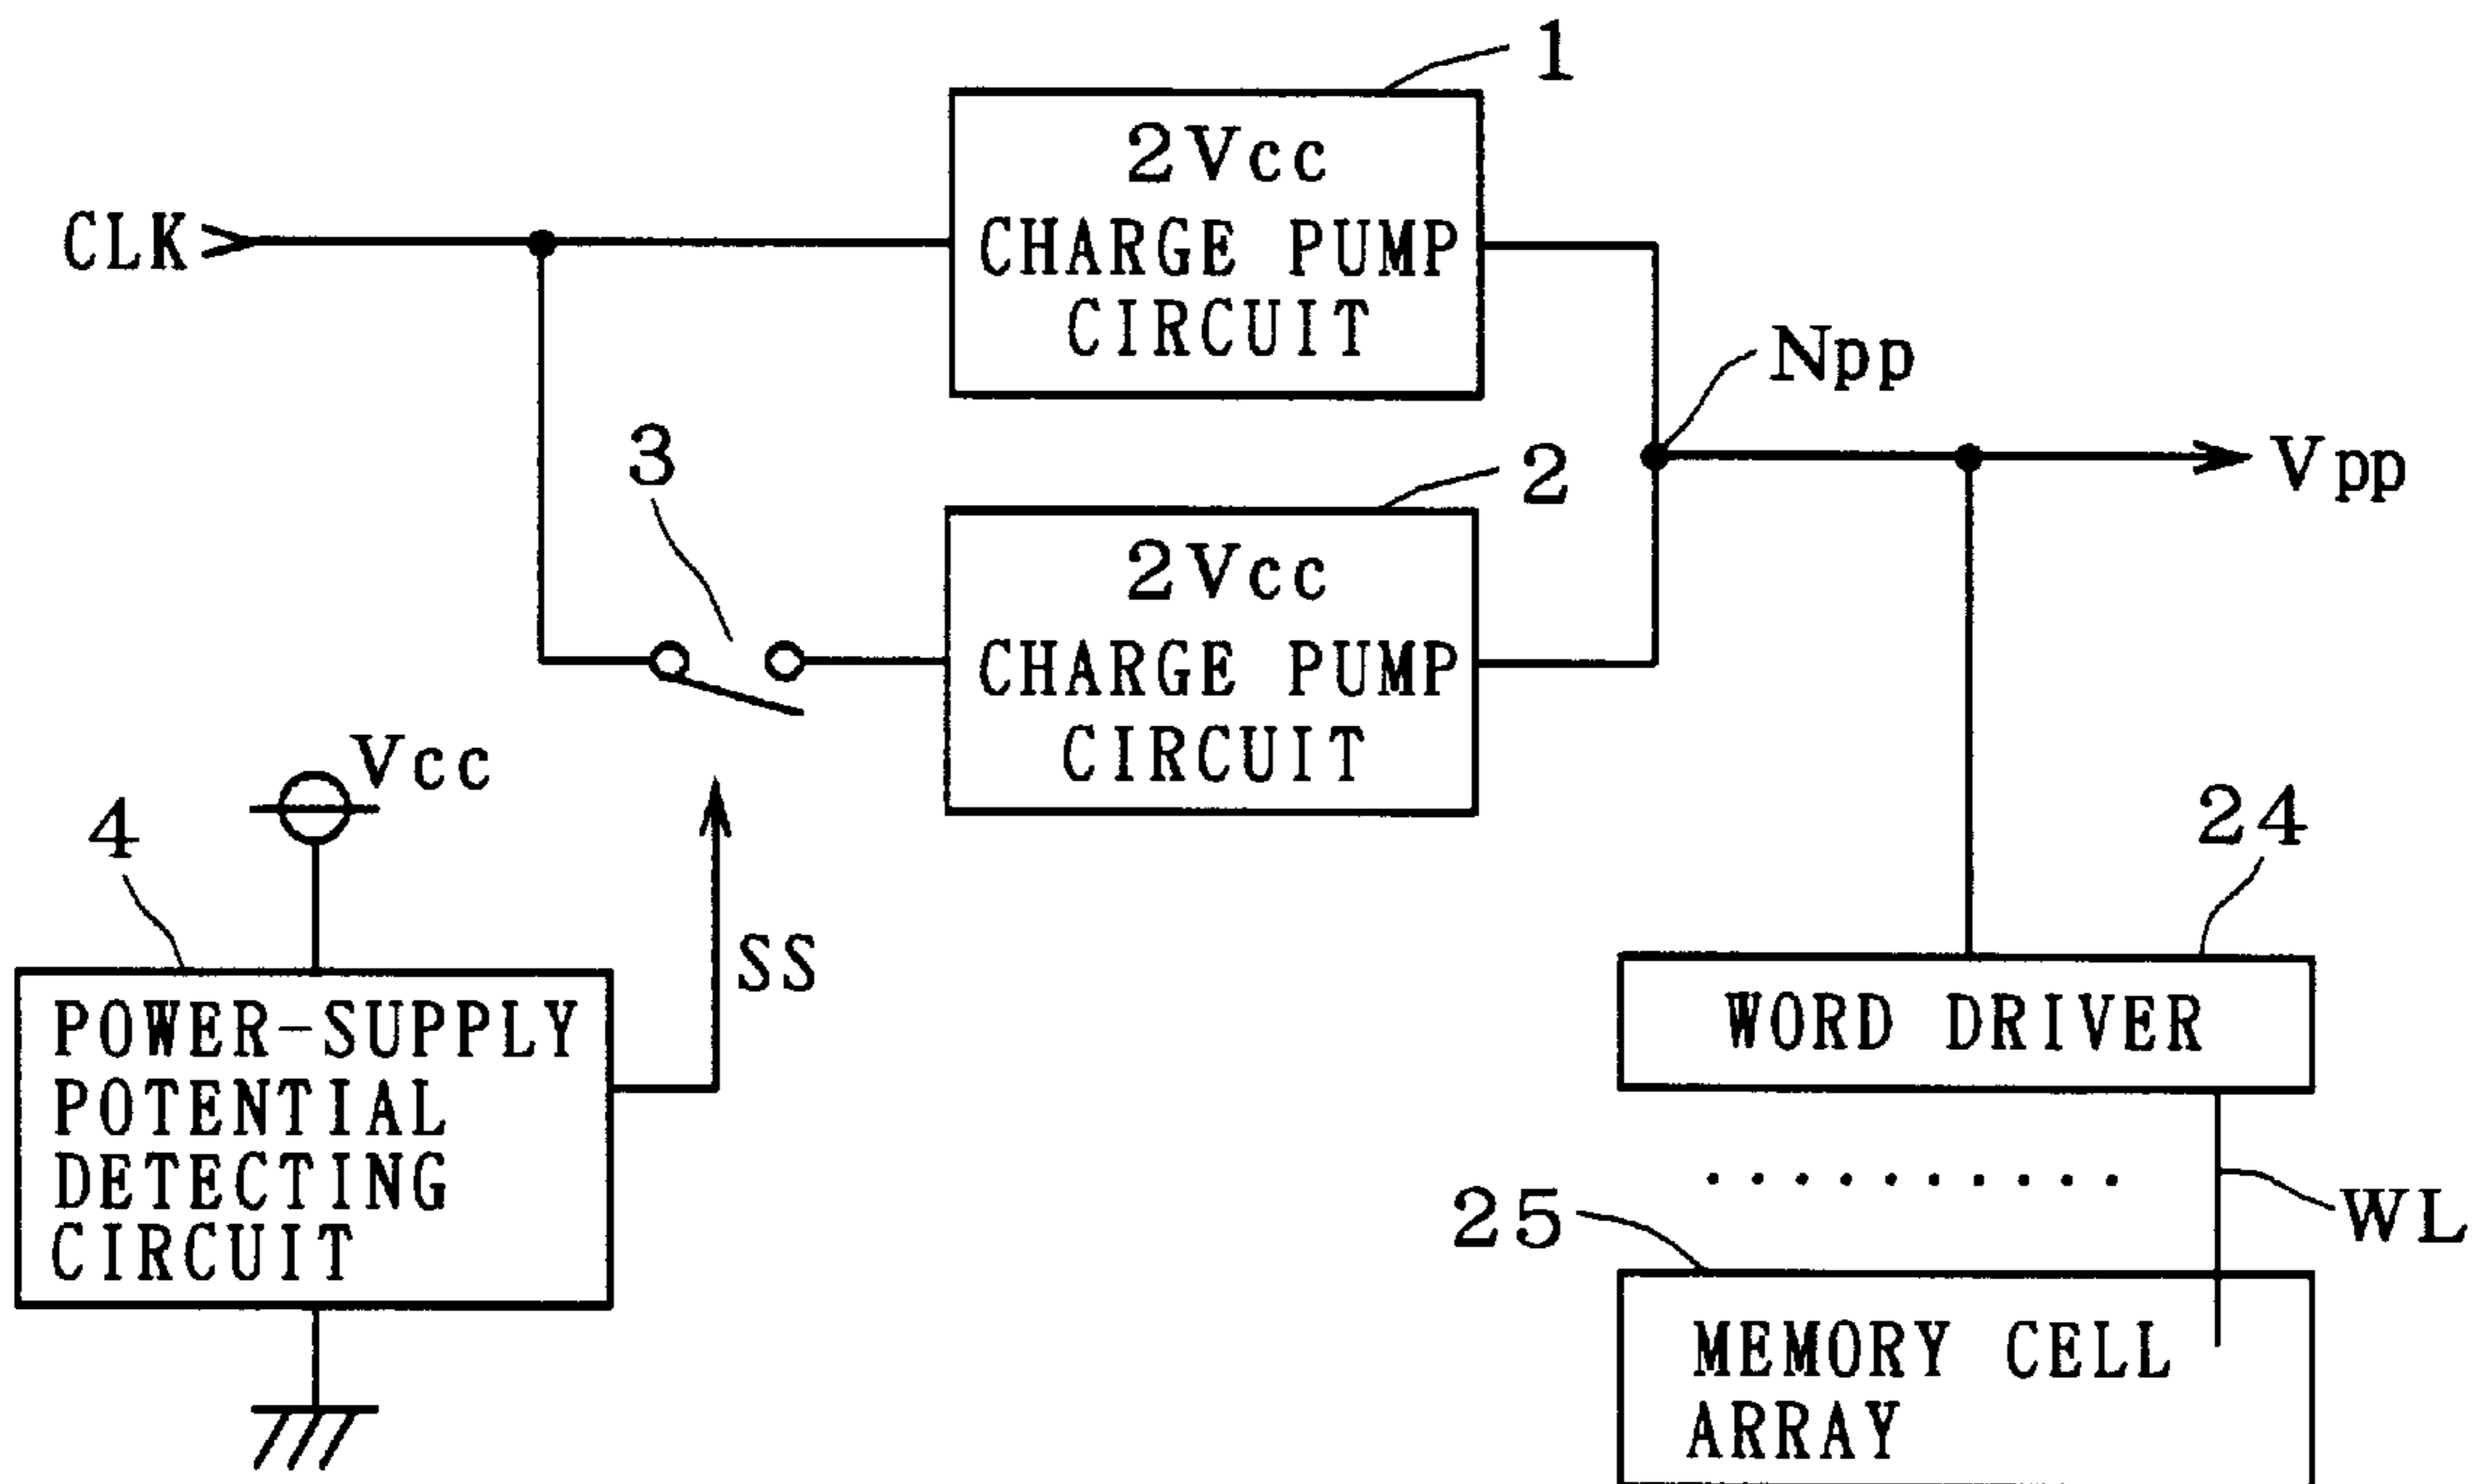 1
2Vcc
CHARGE PUMP
CIRCUIT
CLK
Npp
Vpp
3
2
2Vcc
CHARGE PUMP
CIRCUIT
Vcc
4
SS
POWER-SUPPLY
POTENTIAL
DETECTING
CIRCUIT
24
WORD DRIVER
WL
25
MEMORY CELL
ARRAY